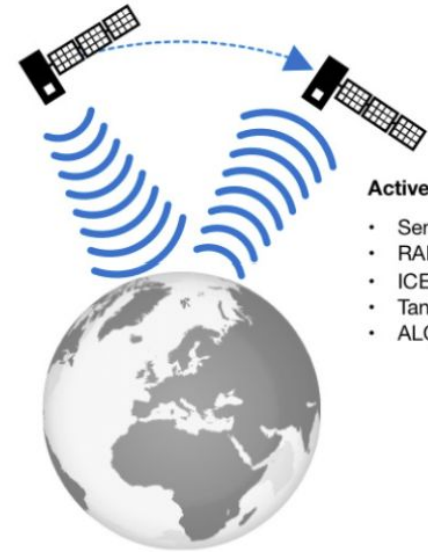 Active
• Ser
• RAI
• ICE
• Tan
• ALC